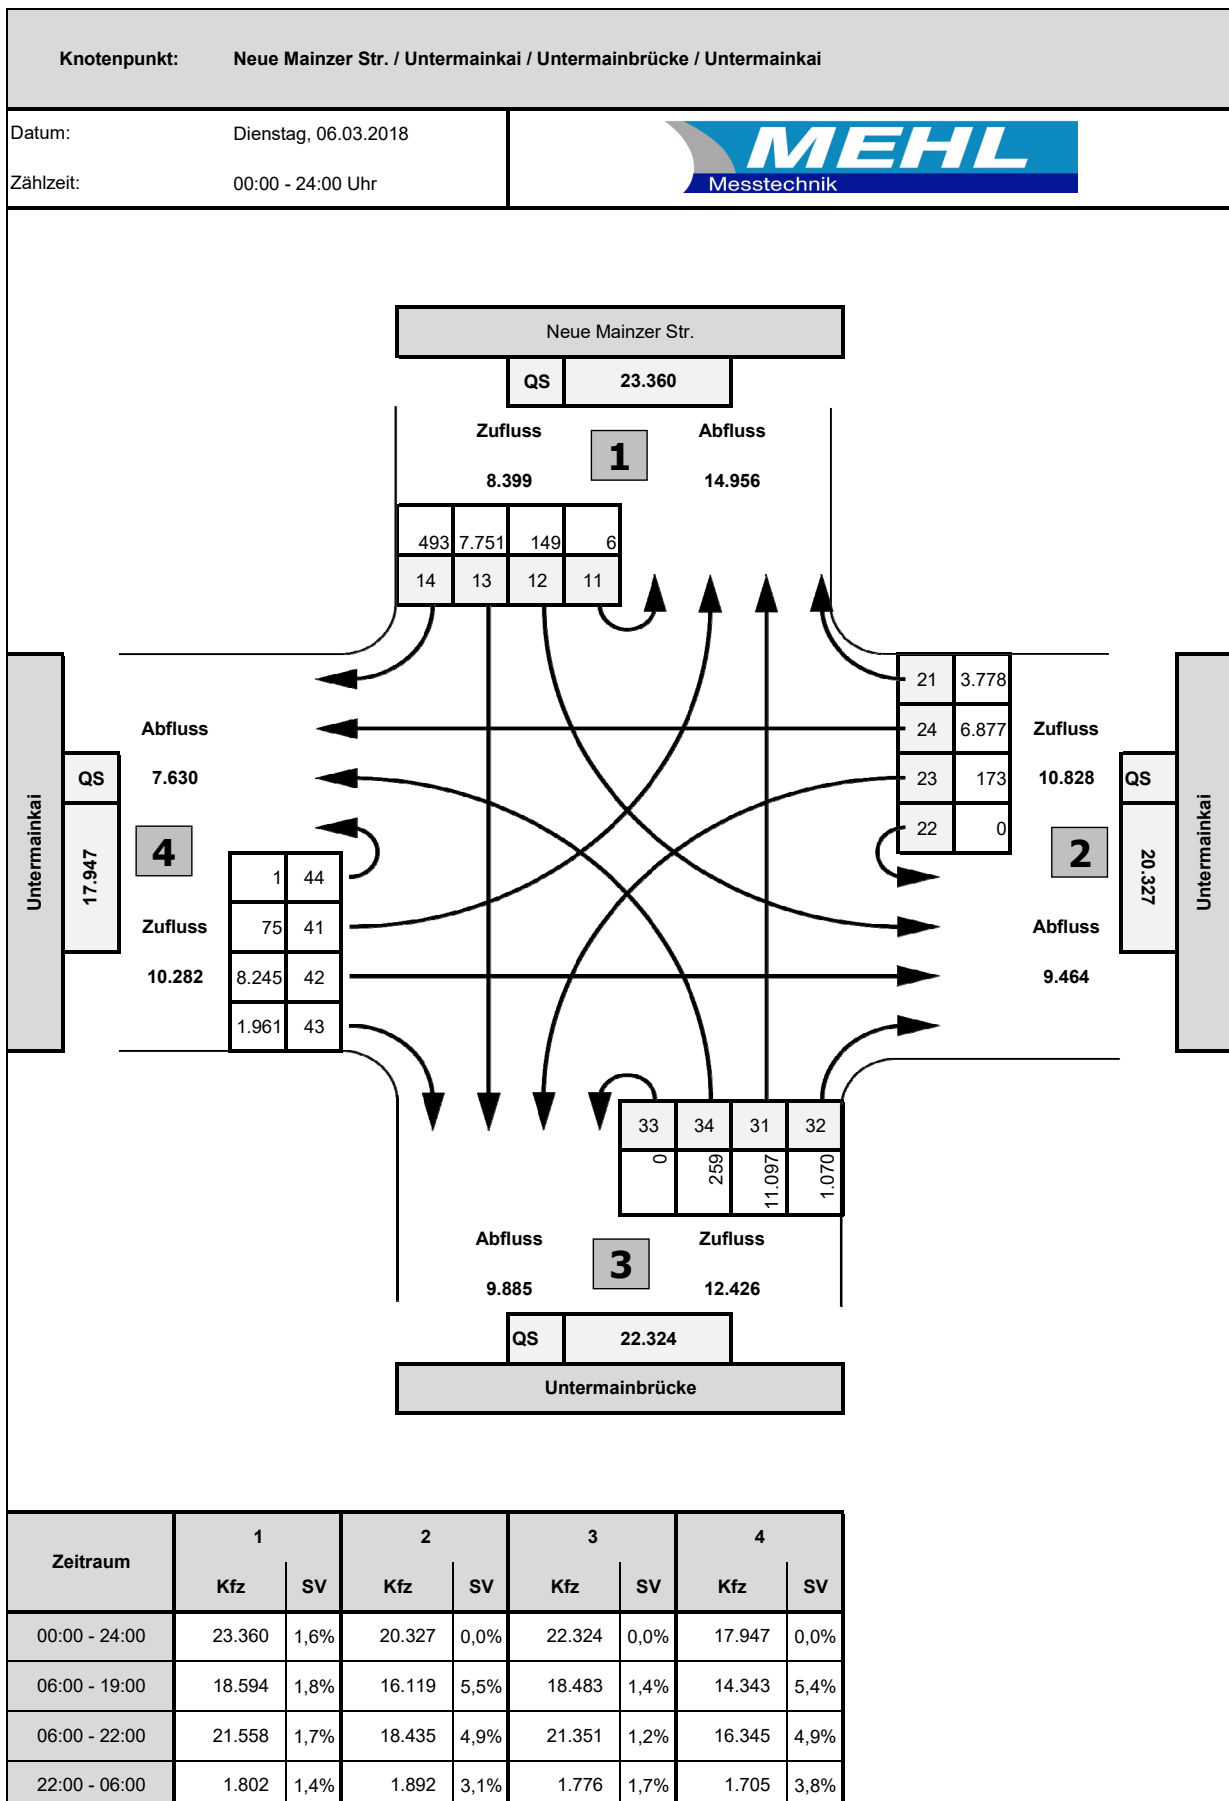 Knotenpunkt: Neue Mainzer Str. / Untermainkai / Untermainbrücke / Untermainkai
Datum: Dienstag, 06.03.2018
Zählzeit: 00:00 - 24:00 Uhr
MEHL
Messtechnik
Neue Mainzer Str.
QS 23.360
Zufluss 1 Abfluss
8.399 14.956
493 7.751 149 6
14 13 12 11
21 3.778
24 6.877
23 173
22 0
Zufluss
10.828
2
Abfluss
9.464
QS
20.327
Untermainkai
Untermainkai
QS
17.947
Abfluss
7.630
4
Zufluss
10.282
1 44
75 41
8.245 42
1.961 43
33 34 31 32
0 259 11.097 1.070
Abfluss 3 Zufluss
9.885 12.426
QS 22.324
Untermainbrücke
Zeitraum 1 2 3 4
Kfz SV Kfz SV Kfz SV Kfz SV
00:00 - 24:00 23.360 1,6% 20.327 0,0% 22.324 0,0% 17.947 0,0%
06:00 - 19:00 18.594 1,8% 16.119 5,5% 18.483 1,4% 14.343 5,4%
06:00 - 22:00 21.558 1,7% 18.435 4,9% 21.351 1,2% 16.345 4,9%
22:00 - 06:00 1.802 1,4% 1.892 3,1% 1.776 1,7% 1.705 3,8%